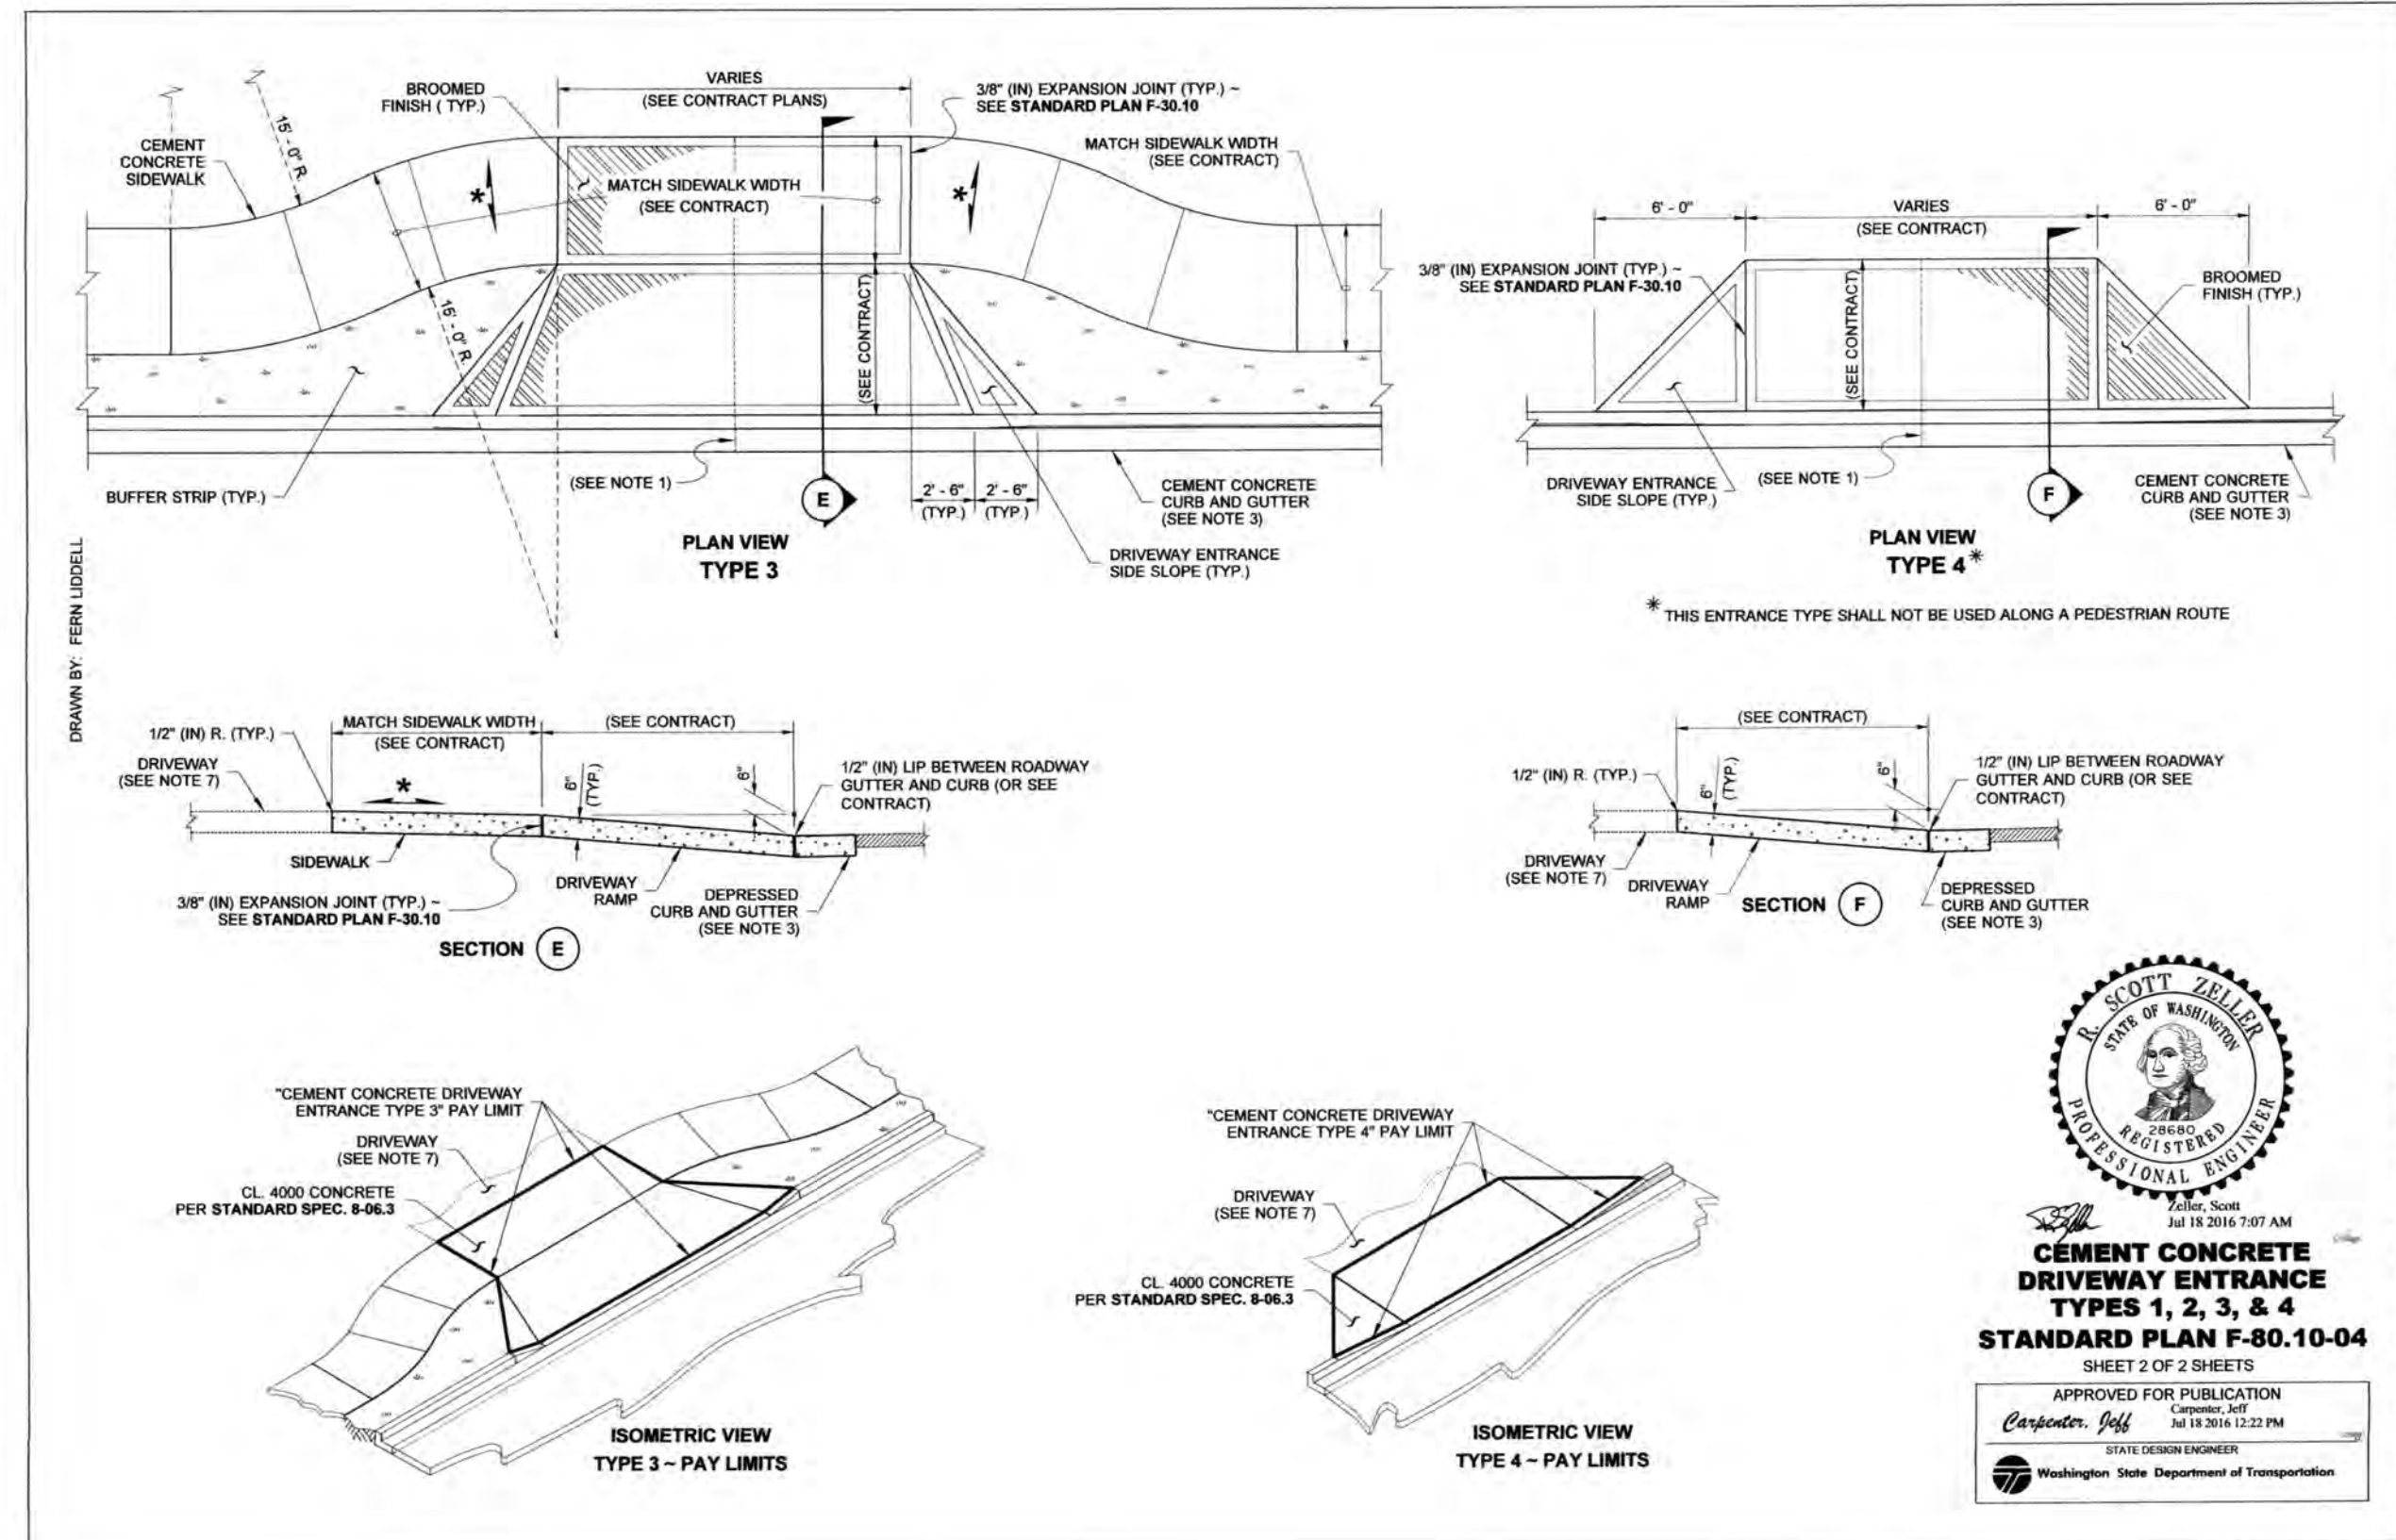 BROOMED
FINISH ( TYP.)
VARIES
(SEE CONTRACT PLANS)
3/8" (IN) EXPANSION JOINT (TYP.) ~
SEE STANDARD PLAN F-30.10
15' - 0" R.
CEMENT
CONCRETE
SIDEWALK
MATCH SIDEWALK WIDTH
(SEE CONTRACT)
*
MATCH SIDEWALK WIDTH
(SEE CONTRACT)
*
15' - 0" R.
(SEE CONTRACT)
BUFFER STRIP (TYP.)
(SEE NOTE 1)
E
2' - 6"
(TYP.)
2' - 6"
(TYP.)
CEMENT CONCRETE
CURB AND GUTTER
(SEE NOTE 3)
DRIVEWAY ENTRANCE
SIDE SLOPE (TYP.)
PLAN VIEW
TYPE 3
6' - 0"
VARIES
(SEE CONTRACT)
6' - 0"
3/8" (IN) EXPANSION JOINT (TYP.) ~
SEE STANDARD PLAN F-30.10
(SEE CONTRACT)
BROOMED
FINISH (TYP.)
DRIVEWAY ENTRANCE
SIDE SLOPE (TYP.)
(SEE NOTE 1)
F
CEMENT CONCRETE
CURB AND GUTTER
(SEE NOTE 3)
PLAN VIEW
TYPE 4*
* THIS ENTRANCE TYPE SHALL NOT BE USED ALONG A PEDESTRIAN ROUTE
DRAWN BY: FERN LIDDELL
1/2" (IN) R. (TYP.)
MATCH SIDEWALK WIDTH
(SEE CONTRACT)
(SEE CONTRACT)
DRIVEWAY
(SEE NOTE 7)
*
6"
(TYP.)
6"
1/2" (IN) LIP BETWEEN ROADWAY
GUTTER AND CURB (OR SEE
CONTRACT)
SIDEWALK
3/8" (IN) EXPANSION JOINT (TYP.) ~
SEE STANDARD PLAN F-30.10
DRIVEWAY
RAMP
DEPRESSED
CURB AND GUTTER
(SEE NOTE 3)
SECTION E
(SEE CONTRACT)
1/2" (IN) R. (TYP.)
6"
(TYP.)
6"
1/2" (IN) LIP BETWEEN ROADWAY
GUTTER AND CURB (OR SEE
CONTRACT)
DRIVEWAY
(SEE NOTE 7)
DRIVEWAY
RAMP
DEPRESSED
CURB AND GUTTER
(SEE NOTE 3)
SECTION F
"CEMENT CONCRETE DRIVEWAY
ENTRANCE TYPE 3" PAY LIMIT
DRIVEWAY
(SEE NOTE 7)
CL. 4000 CONCRETE
PER STANDARD SPEC. 8-06.3
ISOMETRIC VIEW
TYPE 3 ~ PAY LIMITS
"CEMENT CONCRETE DRIVEWAY
ENTRANCE TYPE 4" PAY LIMIT
DRIVEWAY
(SEE NOTE 7)
CL. 4000 CONCRETE
PER STANDARD SPEC. 8-06.3
ISOMETRIC VIEW
TYPE 4 ~ PAY LIMITS
R. SCOTT ZELLER
STATE OF WASHINGTON
28680
REGISTERED
PROFESSIONAL ENGINEER
Zeller, Scott
Jul 18 2016 7:07 AM
CEMENT CONCRETE
DRIVEWAY ENTRANCE
TYPES 1, 2, 3, & 4
STANDARD PLAN F-80.10-04
SHEET 2 OF 2 SHEETS
APPROVED FOR PUBLICATION
Carpenter, Jeff
Carpenter, Jeff
Jul 18 2016 12:22 PM
STATE DESIGN ENGINEER
Washington State Department of Transportation